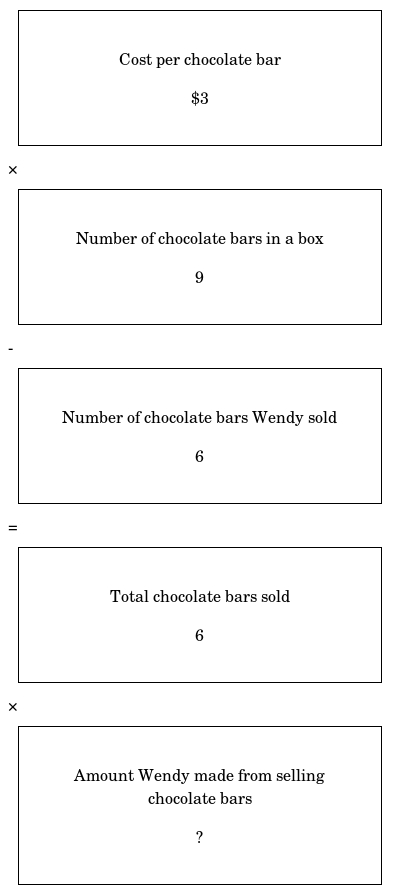 Cost per chocolate bar
$3
×
Number of chocolate bars in a box
9
-
Number of chocolate bars Wendy sold
6
=
Total chocolate bars sold
6
×
Amount Wendy made from selling
chocolate bars
?